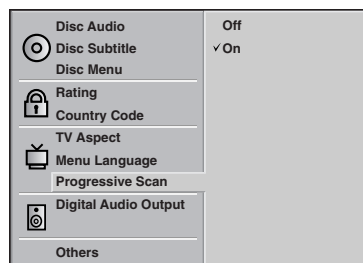 Disc Audio
Disc Subtitle
Disc Menu
Rating
Country Code
TV Aspect
Menu Language
Progressive Scan
Digital Audio Output
Others
Off
✓On